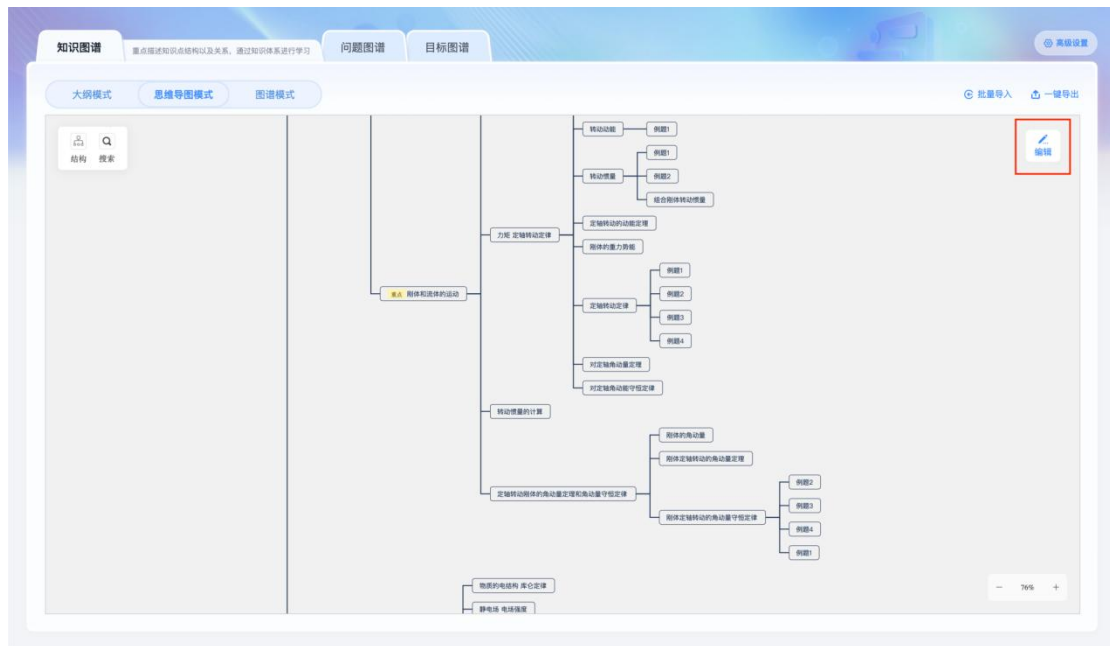 知识图谱
重点描述知识点结构以及关系，通过知识体系进行学习
问题图谱
目标图谱
高级设置
大纲模式
思维导图模式
图谱模式
批量导入
一键导出
结构
搜索
编辑
转动动能
例题1
例题1
转动惯量
例题2
组合刚体转动惯量
定轴转动的动能定理
力矩 定轴转动定律
刚体的重力势能
例题1
重点 刚体和流体的运动
例题2
定轴转动定律
例题3
例题4
对定轴角动量定理
对定轴角动能守恒定律
转动惯量的计算
刚体的角动量
刚体定轴转动的角动量定理
例题2
定轴转动刚体的角动量定理和角动量守恒定律
例题3
刚体定轴转动的角动量守恒定律
例题4
例题1
物质的电结构 库仑定律
76%
静电场 电场强度